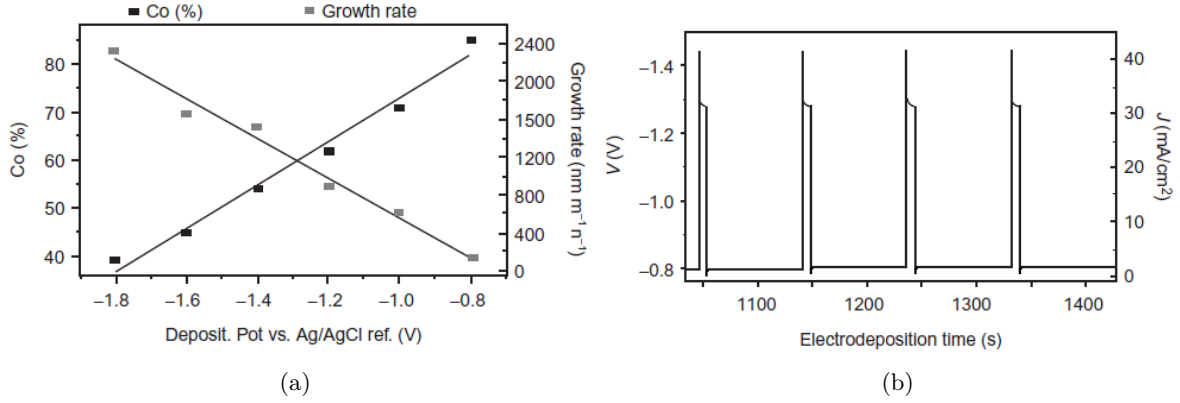 Co (%) Growth rate
80
70
60
50
40
Co (%)
2400
2000
1500
1200
800
400
0
Growth rate (nm m⁻¹n⁻¹)
–1.8 –1.6 –1.4 –1.2 –1.0 –0.8
Deposit. Pot vs. Ag/AgCl ref. (V)
(a)
–1.4
–1.2
–1.0
–0.8
V (V)
40
30
20
10
0
J (mA/cm²)
1100 1200 1300 1400
Electrodeposition time (s)
(b)